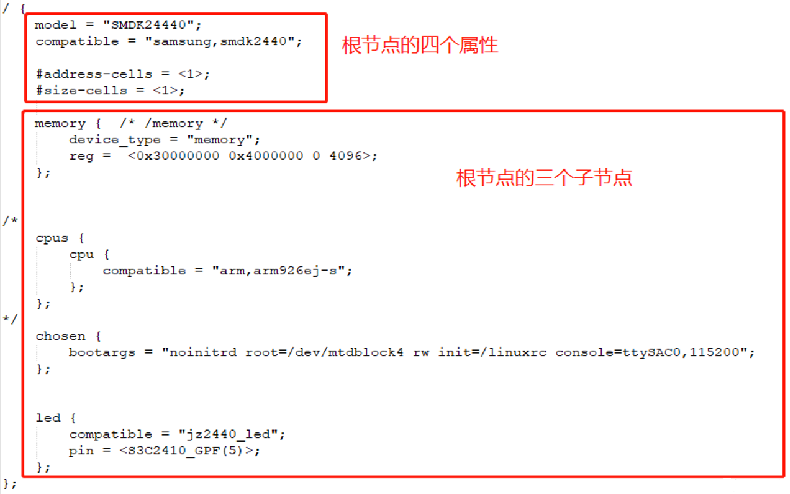 / {
model = "SMDK24440";
compatible = "samsung,smdk2440";
根节点的四个属性
#address-cells = <1>;
#size-cells = <1>;
memory {  /* /memory */
device_type = "memory";
reg =  <0x30000000 0x4000000 0 4096>;
};
根节点的三个子节点
/*
cpus {
cpu {
compatible = "arm,arm926ej-s";
};
};
*/
chosen {
bootargs = "noinitrd root=/dev/mtdblock4 rw init=/linuxrc console=ttySAC0,115200";
};
led {
compatible = "jz2440_led";
pin = <S3C2410_GPF(5)>;
};
};